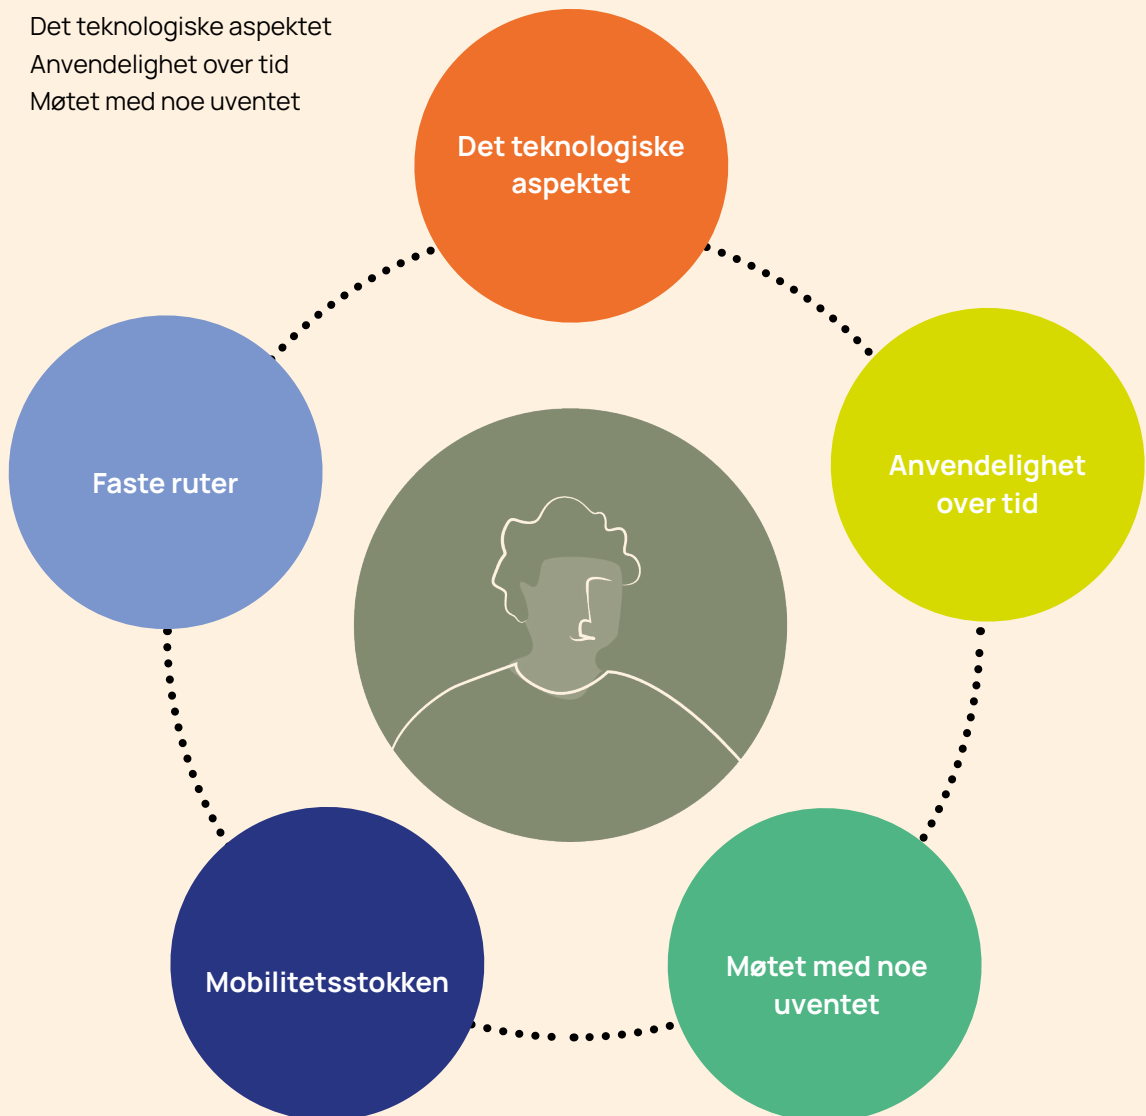 Det teknologiske aspektet
Anvendelighet over tid
Møtet med noe uventet
Det teknologiske
aspektet
Faste ruter
Anvendelighet
over tid
Mobilitetsstokken
Møtet med noe
uventet